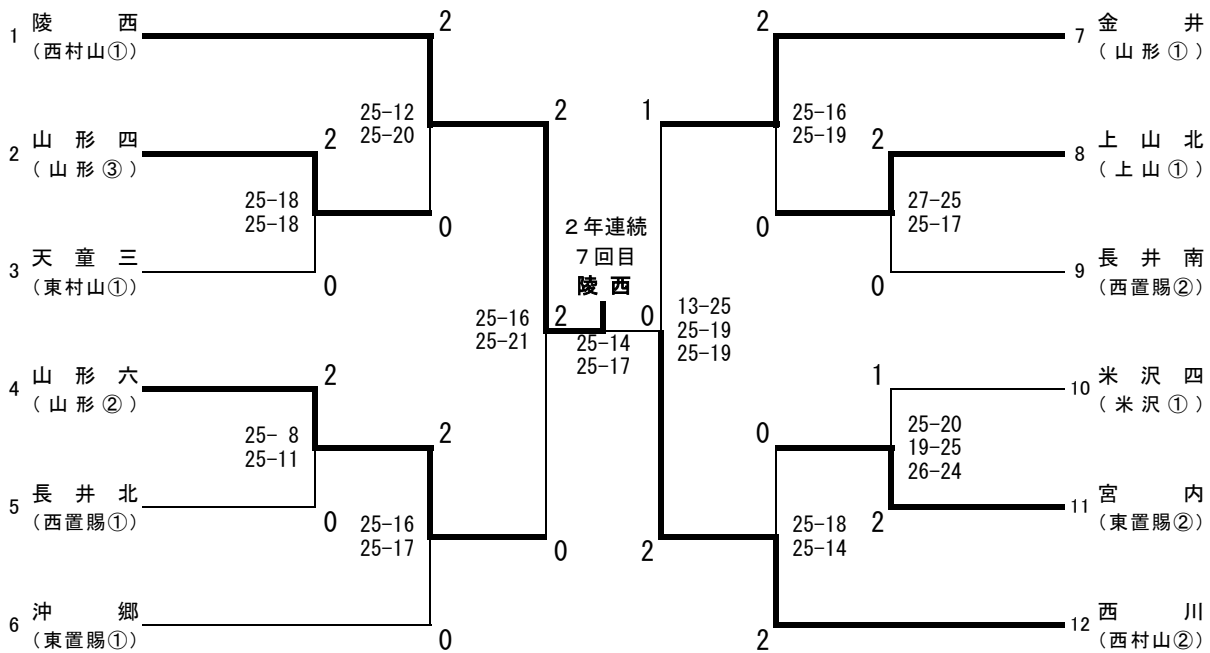 1 陵西 2
(西村山①)
25-12
25-20
2 山形四 2
(山形③)
25-18
25-18
0
3 天童三 0
(東村山①)
2
25-16
25-21
4 山形六 2
(山形②)
25- 8
25-11
2
5 長井北 0
(西置賜①)
25-16
25-17
0
6 沖郷 0
(東置賜①)
2年連続
7回目
陵西
2 0
25-14
25-17
2 金井 7
(山形①)
1
25-16
25-19
2 上山北 8
(上山①)
27-25
25-17
0
0 長井南 9
(西置賜②)
13-25
25-19
25-19
1 米沢四 10
(米沢①)
0
25-20
19-25
26-24
2 宮内 11
(東置賜②)
25-18
25-14
2
2 西川 12
(西村山②)